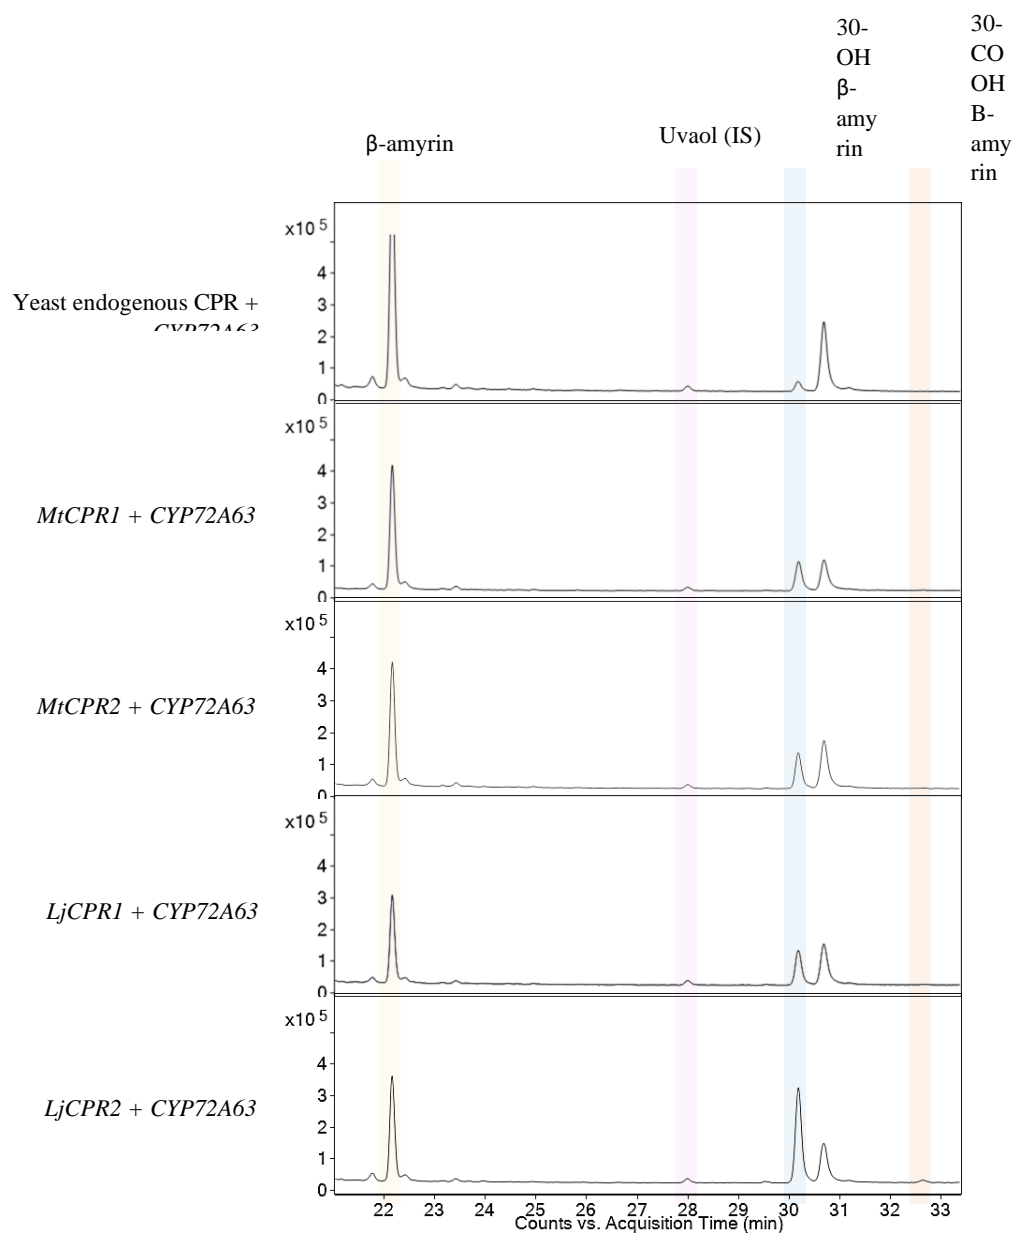 30-
OH
β-
amy
rin
30-
CO
OH
B-
amy
rin
β-amyrin
Uvaol (IS)
Yeast endogenous CPR +
CYP72A63
x10 5
4
3
2
1
0
MtCPR1 + CYP72A63
x10 5
4
3
2
1
0
MtCPR2 + CYP72A63
x10 5
4
3
2
1
0
LjCPR1 + CYP72A63
x10 5
4
3
2
1
0
LjCPR2 + CYP72A63
x10 5
4
3
2
1
0
22 23 24 25 26 27 28 29 30 31 32 33
Counts vs. Acquisition Time (min)